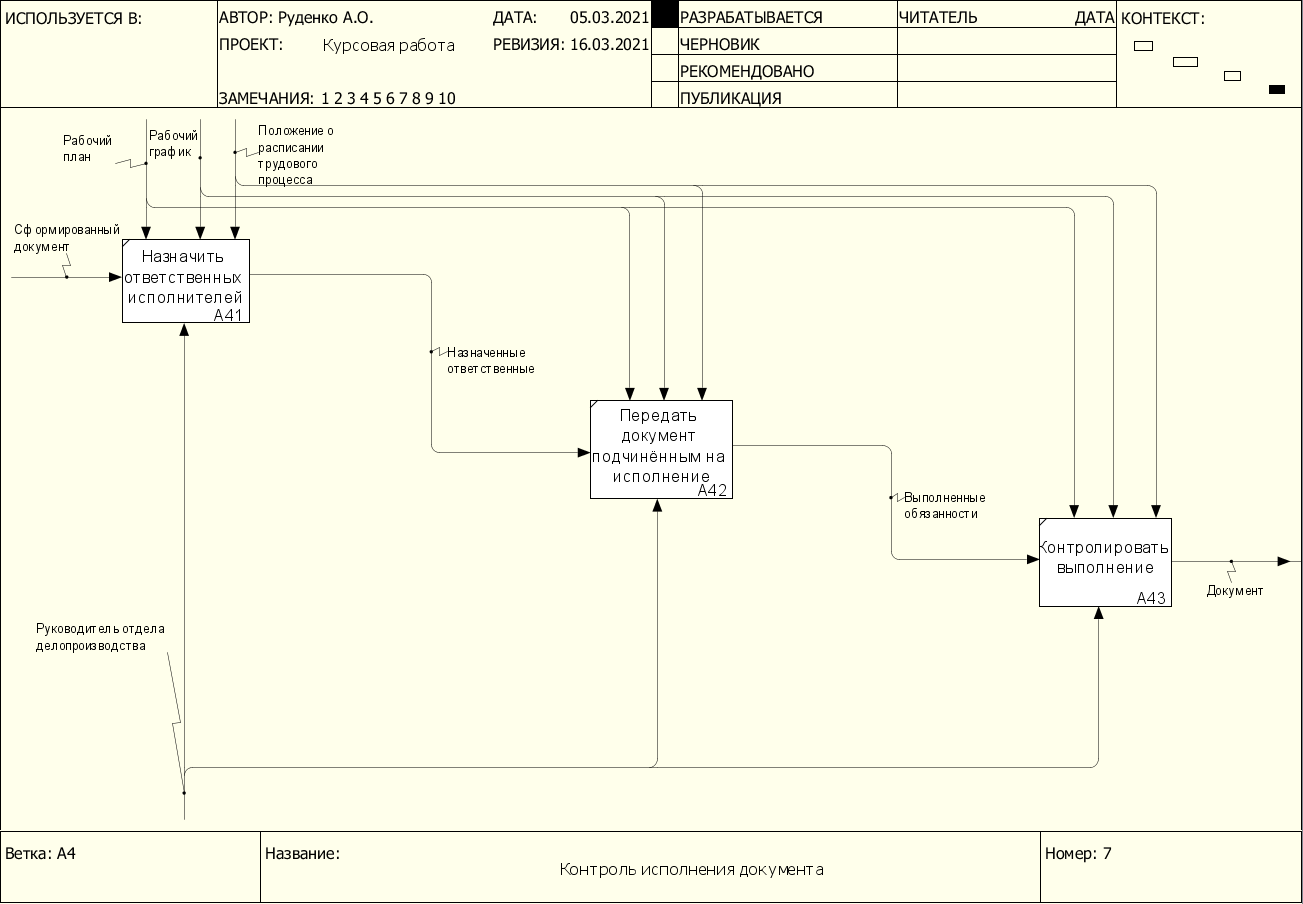 ИСПОЛЬЗУЕТСЯ В:
АВТОР: Руденко А.О.
ДАТА: 05.03.2021
ПРОЕКТ: Курсовая работа
РЕВИЗИЯ: 16.03.2021
ЗАМЕЧАНИЯ: 1 2 3 4 5 6 7 8 9 10
РАЗРАБАТЫВАЕТСЯ
ЧЕРНОВИК
РЕКОМЕНДОВАНО
ПУБЛИКАЦИЯ
ЧИТАТЕЛЬ
ДАТА
КОНТЕКСТ:
Рабочий
план
Рабочий
график
Положение о
расписании
трудового
процесса
Сформированный
документ
Назначить
ответственных
исполнителей
A41
Назначенные
ответственные
Передать
документ
подчинённым на
исполнение
A42
Выполненные
обязанности
Контролировать
выполнение
A43
Документ
Руководитель отдела
делопроизводства
Ветка: A4
Название:
Контроль исполнения документа
Номер: 7